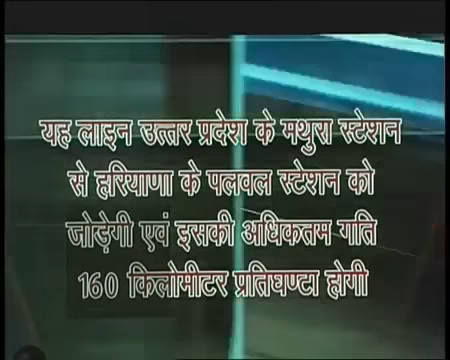 यह लाइन उत्तर प्रदेश के मथुरा स्टेशन
से हरियाणा के पलवल स्टेशन को
जोड़ेगी एवं इसकी अधिकतम गति
160 किलोमीटर प्रतिघण्टा होगी